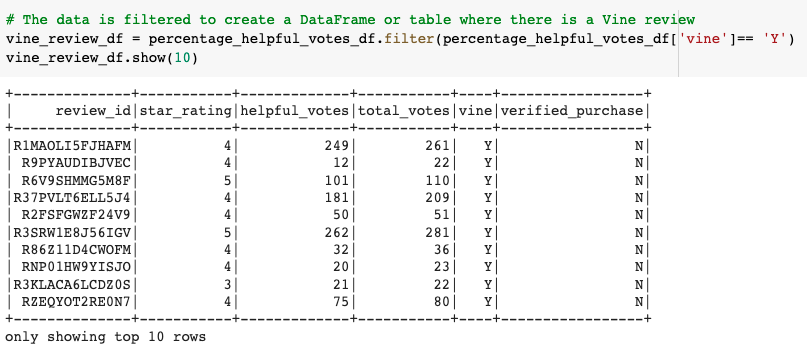 # The data is filtered to create a DataFrame or table where there is a Vine review
vine_review_df = percentage_helpful_votes_df.filter(percentage_helpful_votes_df['vine']== 'Y')
vine_review_df.show(10)
+--------------+-----------+-------------+-----------+----+-----------------+
|     review_id|star_rating|helpful_votes|total_votes|vine|verified_purchase|
+--------------+-----------+-------------+-----------+----+-----------------+
|R1MAOLI5FJHAFM|          4|          249|        261|   Y|                N|
| R9PYAUDIBJVEC|          4|           12|         22|   Y|                N|
| R6V9SHMMG5M8F|          5|          101|        110|   Y|                N|
|R37PVLT6ELL5J4|          4|          181|        209|   Y|                N|
| R2FSFGWZF24V9|          4|           50|         51|   Y|                N|
|R3SRW1E8J56IGV|          5|          262|        281|   Y|                N|
| R86Z11D4CWOFM|          4|           32|         36|   Y|                N|
| RNP01HW9YISJO|          4|           20|         23|   Y|                N|
|R3KLACA6LCDZ0S|          3|           21|         22|   Y|                N|
| RZEQYOT2RE0N7|          4|           75|         80|   Y|                N|
+--------------+-----------+-------------+-----------+----+-----------------+
only showing top 10 rows